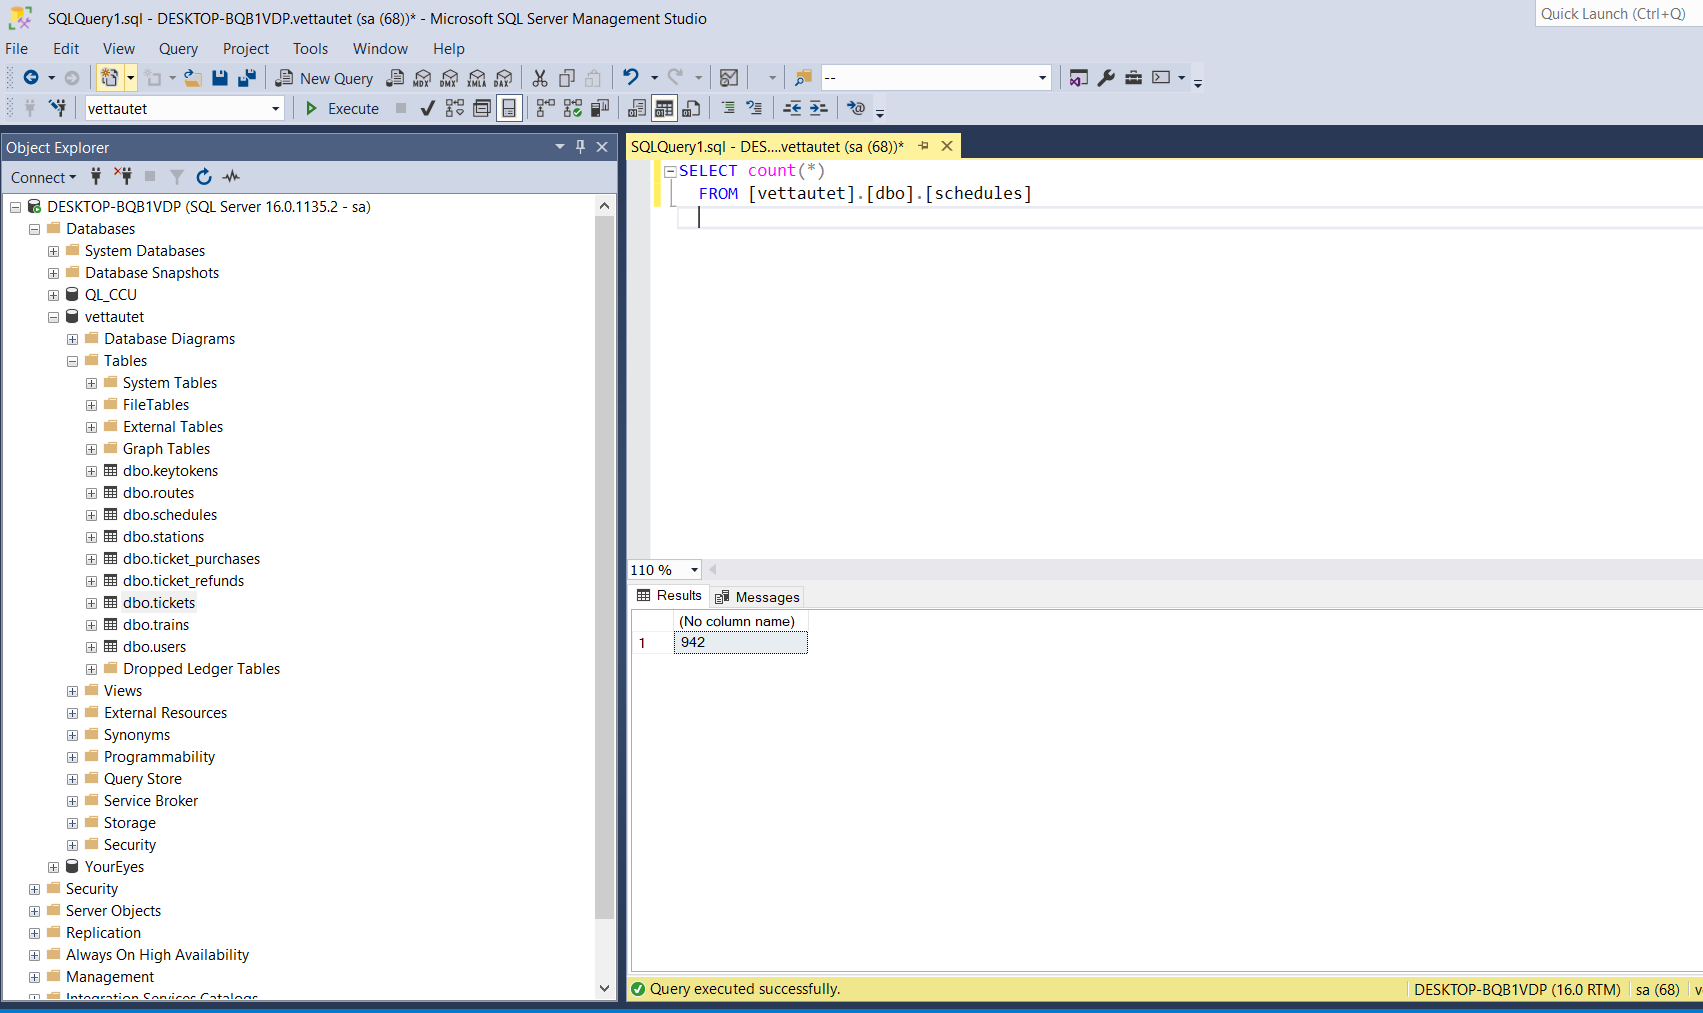 SQLQuery1.sql - DESKTOP-BQB1VDP.vettautet (sa (68))* - Microsoft SQL Server Management Studio
Quick Launch (Ctrl+Q)
File Edit View Query Project Tools Window Help
New Query MDX DMX XMLA DAX --
vettautet Execute
Object Explorer
Connect
DESKTOP-BQB1VDP (SQL Server 16.0.1135.2 - sa)
Databases
System Databases
Database Snapshots
QL_CCU
vettautet
Database Diagrams
Tables
System Tables
FileTables
External Tables
Graph Tables
dbo.keytokens
dbo.routes
dbo.schedules
dbo.stations
dbo.ticket_purchases
dbo.ticket_refunds
dbo.tickets
dbo.trains
dbo.users
Dropped Ledger Tables
Views
External Resources
Synonyms
Programmability
Query Store
Service Broker
Storage
Security
YourEyes
Security
Server Objects
Replication
Always On High Availability
Management
Integration Services Catalogs
SQLQuery1.sql - DES....vettautet (sa (68))*
SELECT count(*)
FROM [vettautet].[dbo].[schedules]
110 %
Results Messages
(No column name)
1 942
Query executed successfully.
DESKTOP-BQB1VDP (16.0 RTM) sa (68) v